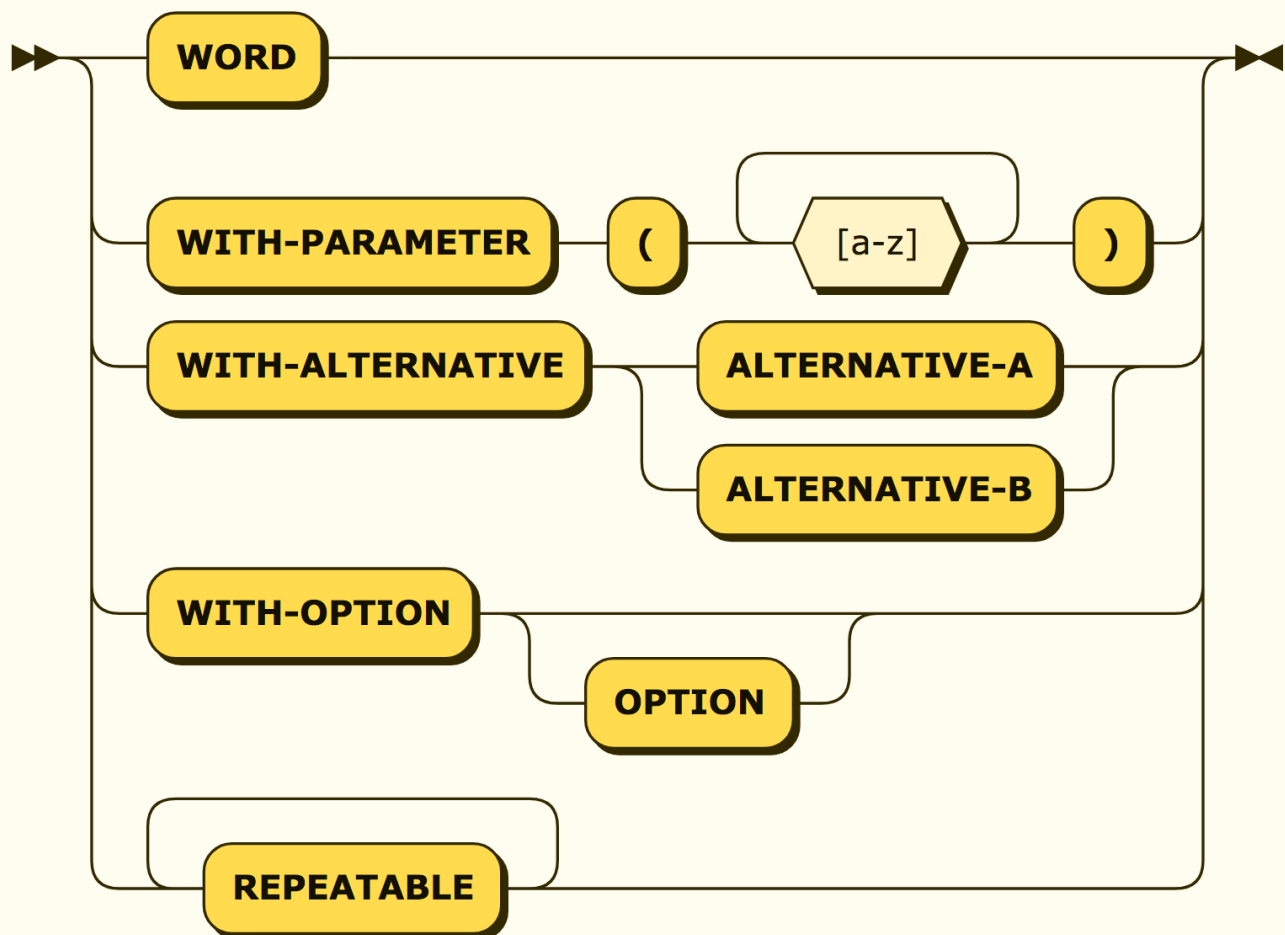 WORD
WITH-PARAMETER ( [a-z] )
WITH-ALTERNATIVE ALTERNATIVE-A
ALTERNATIVE-B
WITH-OPTION
OPTION
REPEATABLE